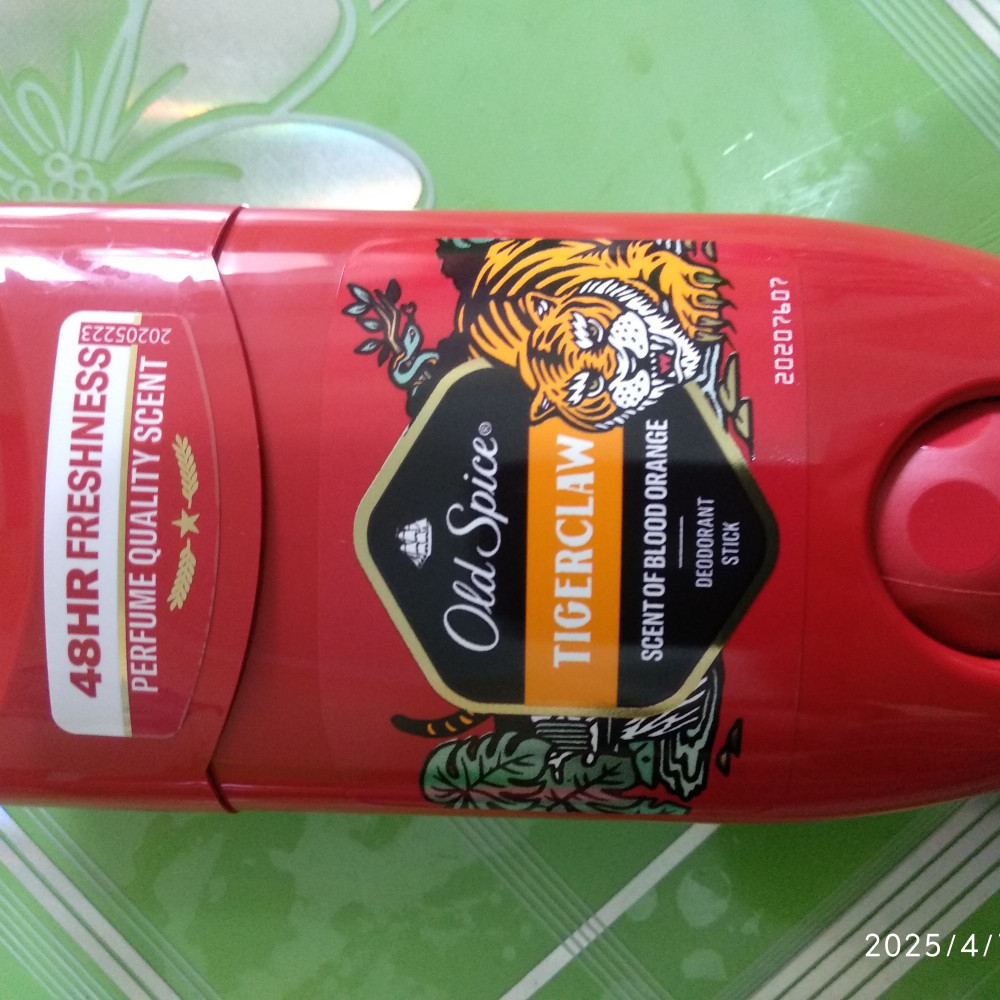 48HR FRESHNESS
20205223
PERFUME QUALITY SCENT
Old Spice®
TIGERCLAW
SCENT OF BLOOD ORANGE
DEODORANT
STICK
20207607
2025/4/